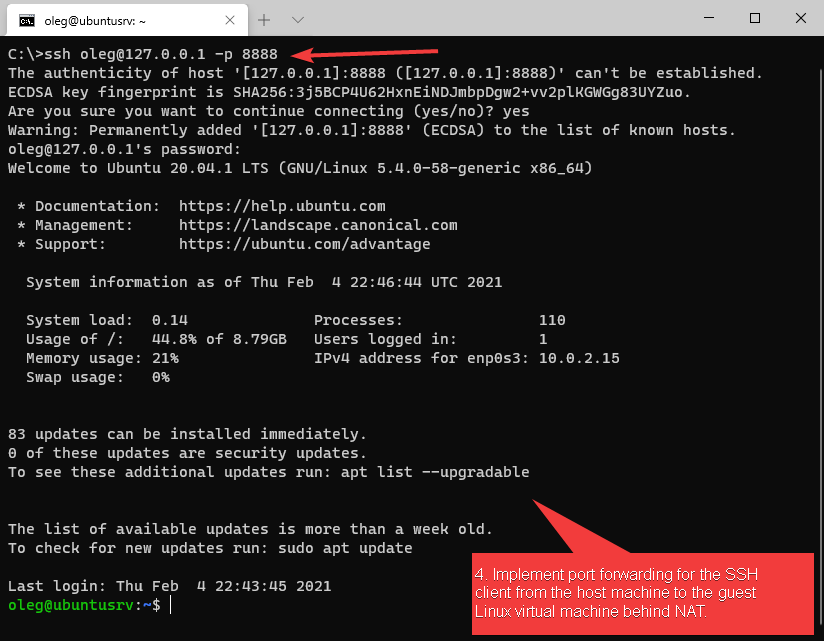 oleg@ubuntusrv: ~
C:\>ssh oleg@127.0.0.1 -p 8888
The authenticity of host '[127.0.0.1]:8888 ([127.0.0.1]:8888)' can't be established.
ECDSA key fingerprint is SHA256:3j5BCP4U62HxnEiNDJmbpDgw2+vv2plKGWGg83UYZuo.
Are you sure you want to continue connecting (yes/no)? yes
Warning: Permanently added '[127.0.0.1]:8888' (ECDSA) to the list of known hosts.
oleg@127.0.0.1's password:
Welcome to Ubuntu 20.04.1 LTS (GNU/Linux 5.4.0-58-generic x86_64)
* Documentation:  https://help.ubuntu.com
* Management:     https://landscape.canonical.com
* Support:        https://ubuntu.com/advantage
System information as of Thu Feb  4 22:46:44 UTC 2021
System load:  0.14              Processes:               110
Usage of /:   44.8% of 8.79GB   Users logged in:         1
Memory usage: 21%               IPv4 address for enp0s3: 10.0.2.15
Swap usage:   0%
83 updates can be installed immediately.
0 of these updates are security updates.
To see these additional updates run: apt list --upgradable
The list of available updates is more than a week old.
To check for new updates run: sudo apt update
Last login: Thu Feb  4 22:43:45 2021
oleg@ubuntusrv:~$
4. Implement port forwarding for the SSH
client from the host machine to the guest
Linux virtual machine behind NAT.